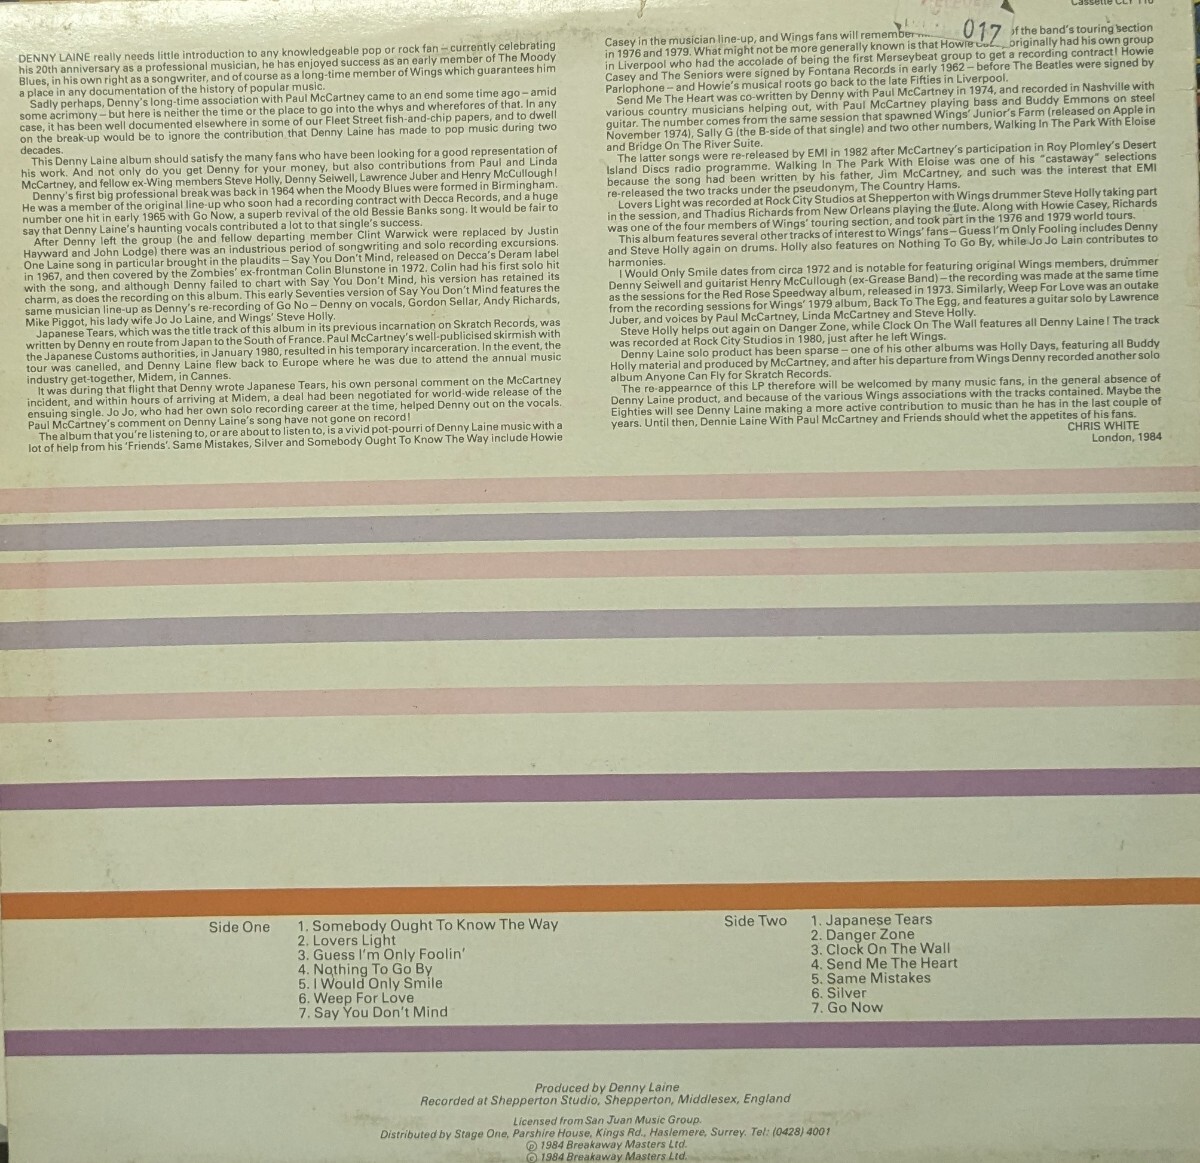 Cassette CLT 110
017
DENNY LAINE really needs little introduction to any knowledgeable pop or rock fan – currently celebrating
his 20th anniversary as a professional musician, he has enjoyed success as an early member of The Moody
Blues, in his own right as a songwriter, and of course as a long-time member of Wings which guarantees him
a place in any documentation of the history of popular music.
Sadly perhaps, Denny's long-time association with Paul McCartney came to an end some time ago – amid
some acrimony – but here is neither the time or the place to go into the whys and wherefores of that. In any
case, it has been well documented elsewhere in some of our Fleet Street fish-and-chip papers, and to dwell
on the break-up would be to ignore the contribution that Denny Laine has made to pop music during two
decades.
This Denny Laine album should satisfy the many fans who have been looking for a good representation of
his work. And not only do you get Denny for your money, but also contributions from Paul and Linda
McCartney, and fellow ex-Wing members Steve Holly, Denny Seiwell, Lawrence Juber and Henry McCullough!
Denny's first big professional break was back in 1964 when the Moody Blues were formed in Birmingham.
He was a member of the original line-up who soon had a recording contract with Decca Records, and a huge
number one hit in early 1965 with Go Now, a superb revival of the old Bessie Banks song. It would be fair to
say that Denny Laine's haunting vocals contributed a lot to that single's success.
After Denny left the group (he and fellow departing member Clint Warwick were replaced by Justin
Hayward and John Lodge) there was an industrious period of songwriting and solo recording excursions.
One Laine song in particular brought in the plaudits – Say You Don't Mind, released on Decca's Deram label
in 1967, and then covered by the Zombies' ex-frontman Colin Blunstone in 1972. Colin had his first solo hit
with the song, and although Denny failed to chart with Say You Don't Mind, his version has retained its
charm, as does the recording on this album. This early Seventies version of Say You Don't Mind features the
same musician line-up as Denny's re-recording of Go No – Denny on vocals, Gordon Sellar, Andy Richards,
Mike Piggot, his lady wife Jo Jo Laine, and Wings' Steve Holly.
Japanese Tears, which was the title track of this album in its previous incarnation on Skratch Records, was
written by Denny en route from Japan to the South of France. Paul McCartney's well-publicised skirmish with
the Japanese Customs authorities, in January 1980, resulted in his temporary incarceration. In the event, the
tour was canelled, and Denny Laine flew back to Europe where he was due to attend the annual music
industry get-together, Midem, in Cannes.
It was during that flight that Denny wrote Japanese Tears, his own personal comment on the McCartney
incident, and within hours of arriving at Midem, a deal had been negotiated for world-wide release of the
ensuing single. Jo Jo, who had her own solo recording career at the time, helped Denny out on the vocals.
Paul McCartney's comment on Denny Laine's song have not gone on record!
The album that you're listening to, or are about to listen to, is a vivid pot-pourri of Denny Laine music with a
lot of help from his 'Friends'. Same Mistakes, Silver and Somebody Ought To Know The Way include Howie
Casey in the musician line-up, and Wings fans will remember of the band's touring section
in 1976 and 1979. What might not be more generally known is that Howie originally had his own group
in Liverpool who had the accolade of being the first Merseybeat group to get a recording contract! Howie
Casey and The Seniors were signed by Fontana Records in early 1962 – before The Beatles were signed by
Parlophone – and Howie's musical roots go back to the late Fifties in Liverpool.
Send Me The Heart was co-written by Denny with Paul McCartney in 1974, and recorded in Nashville with
various country musicians helping out, with Paul McCartney playing bass and Buddy Emmons on steel
guitar. The number comes from the same session that spawned Wings' Junior's Farm (released on Apple in
November 1974), Sally G (the B-side of that single) and two other numbers, Walking In The Park With Eloise
and Bridge On The River Suite.
The latter songs were re-released by EMI in 1982 after McCartney's participation in Roy Plomley's Desert
Island Discs radio programme. Walking In The Park With Eloise was one of his "castaway" selections
because the song had been written by his father, Jim McCartney, and such was the interest that EMI
re-released the two tracks under the pseudonym, The Country Hams.
Lovers Light was recorded at Rock City Studios at Shepperton with Wings drummer Steve Holly taking part
in the session, and Thadius Richards from New Orleans playing the flute. Along with Howie Casey, Richards
was one of the four members of Wings' touring section, and took part in the 1976 and 1979 world tours.
This album features several other tracks of interest to Wings' fans – Guess I'm Only Fooling includes Denny
and Steve Holly again on drums. Holly also features on Nothing To Go By, while Jo Jo Lain contributes to
harmonies.
I Would Only Smile dates from circa 1972 and is notable for featuring original Wings members, drummer
Denny Seiwell and guitarist Henry McCullough (ex-Grease Band) – the recording was made at the same time
as the sessions for the Red Rose Speedway album, released in 1973. Similarly, Weep For Love was an outake
from the recording sessions for Wings' 1979 album, Back To The Egg, and features a guitar solo by Lawrence
Juber, and voices by Paul McCartney, Linda McCartney and Steve Holly.
Steve Holly helps out again on Danger Zone, while Clock On The Wall features all Denny Laine! The track
was recorded at Rock City Studios in 1980, just after he left Wings.
Denny Laine solo product has been sparse – one of his other albums was Holly Days, featuring all Buddy
Holly material and produced by McCartney, and after his departure from Wings Denny recorded another solo
album Anyone Can Fly for Skratch Records.
The re-appearnce of this LP therefore will be welcomed by many music fans, in the general absence of
Denny Laine product, and because of the various Wings associations with the tracks contained. Maybe the
Eighties will see Denny Laine making a more active contribution to music than he has in the last couple of
years. Until then, Dennie Laine With Paul McCartney and Friends should whet the appetites of his fans.
CHRIS WHITE
London, 1984
Side One
1. Somebody Ought To Know The Way
2. Lovers Light
3. Guess I'm Only Foolin'
4. Nothing To Go By
5. I Would Only Smile
6. Weep For Love
7. Say You Don't Mind
Side Two
1. Japanese Tears
2. Danger Zone
3. Clock On The Wall
4. Send Me The Heart
5. Same Mistakes
6. Silver
7. Go Now
Produced by Denny Laine
Recorded at Shepperton Studio, Shepperton, Middlesex, England
Licensed from San Juan Music Group.
Distributed by Stage One, Parshire House, Kings Rd., Haslemere, Surrey. Tel: (0428) 4001
℗ 1984 Breakaway Masters Ltd.
© 1984 Breakaway Masters Ltd.